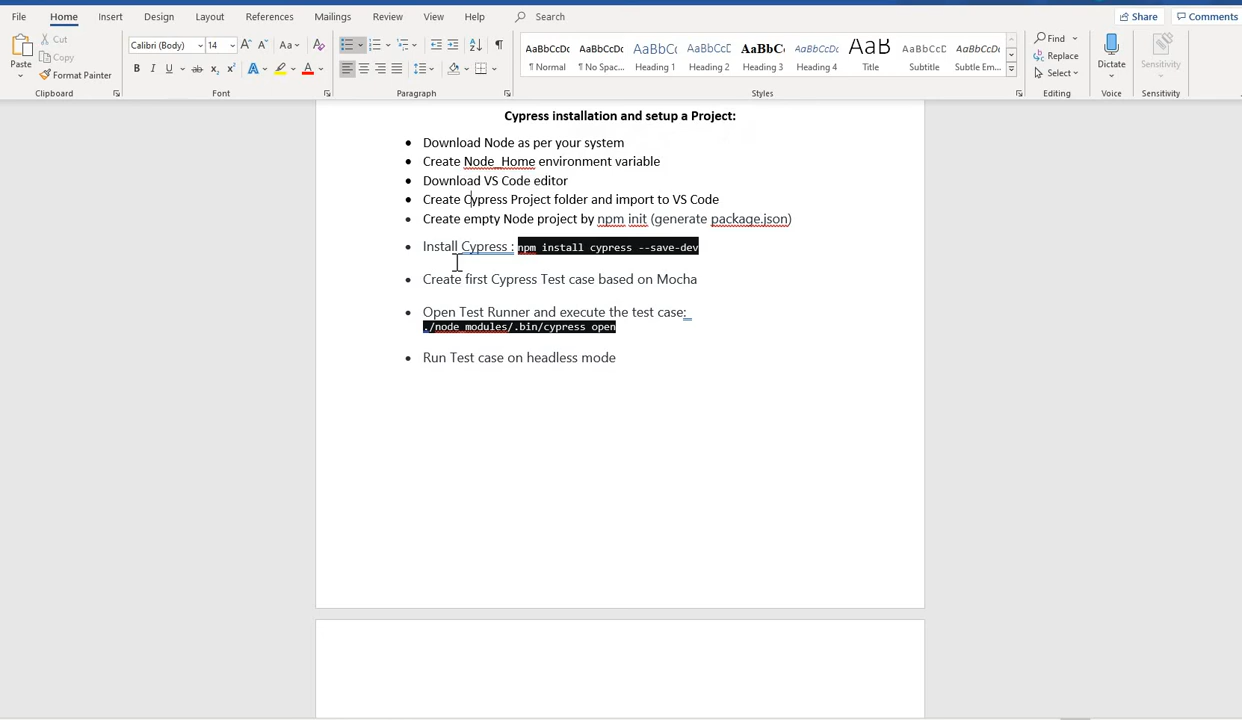 File Home Insert Design Layout References Mailings Review View Help Search Share Comments
Cut
Copy
Paste
Format Painter
Calibri (Body) 14
Aa
AaBbCcDc AaBbCcDc AaBbCc AaBbCcD AaBbC AaBbCcDc AaB AaBbCcDc AaBbCcDc
¶ Normal ¶ No Spac... Heading 1 Heading 2 Heading 3 Heading 4 Title Subtitle Subtle Em...
Find
Replace
Select
Dictate
Sensitivity
Clipboard Font Paragraph Styles Editing Voice Sensitivity
Cypress installation and setup a Project:
• Download Node as per your system
• Create Node_Home environment variable
• Download VS Code editor
• Create Cypress Project folder and import to VS Code
• Create empty Node project by npm init (generate package.json)
• Install Cypress : npm install cypress --save-dev
• Create first Cypress Test case based on Mocha
• Open Test Runner and execute the test case:
./node_modules/.bin/cypress open
• Run Test case on headless mode